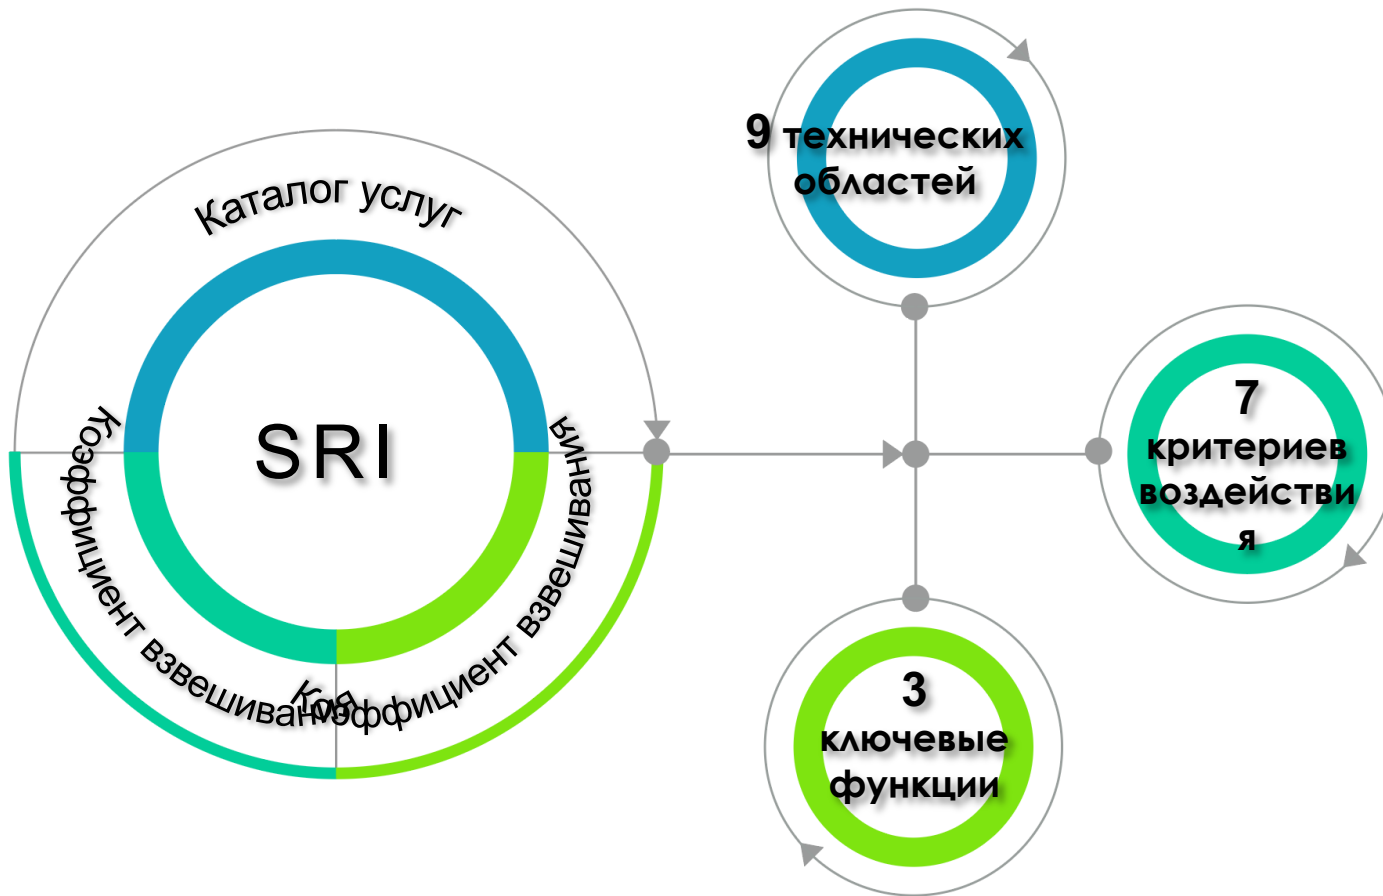 Каталог услуг
SRI
Коэффициент взвешивания
Коэффициент взвешивания
9 технических
областей
7
критериев
воздействи
я
3
ключевые
функции